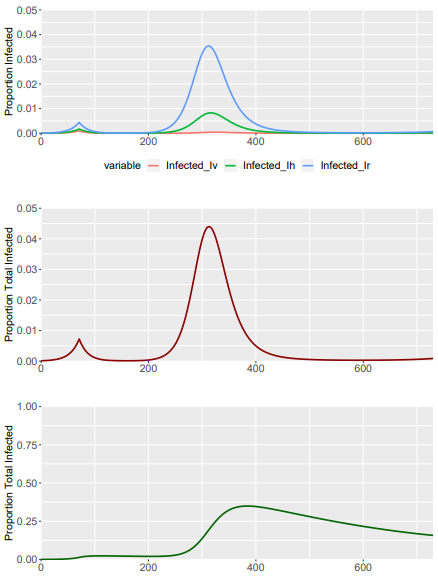 Proportion Infected
0.05
0.04
0.03
0.02
0.01
0.00
0 200 400 600
variable Infected_Iv Infected_Ih Infected_Ir
Proportion Total Infected
0.05
0.04
0.03
0.02
0.01
0.00
0 200 400 600
Proportion Total Infected
1.00
0.75
0.50
0.25
0.00
0 200 400 600